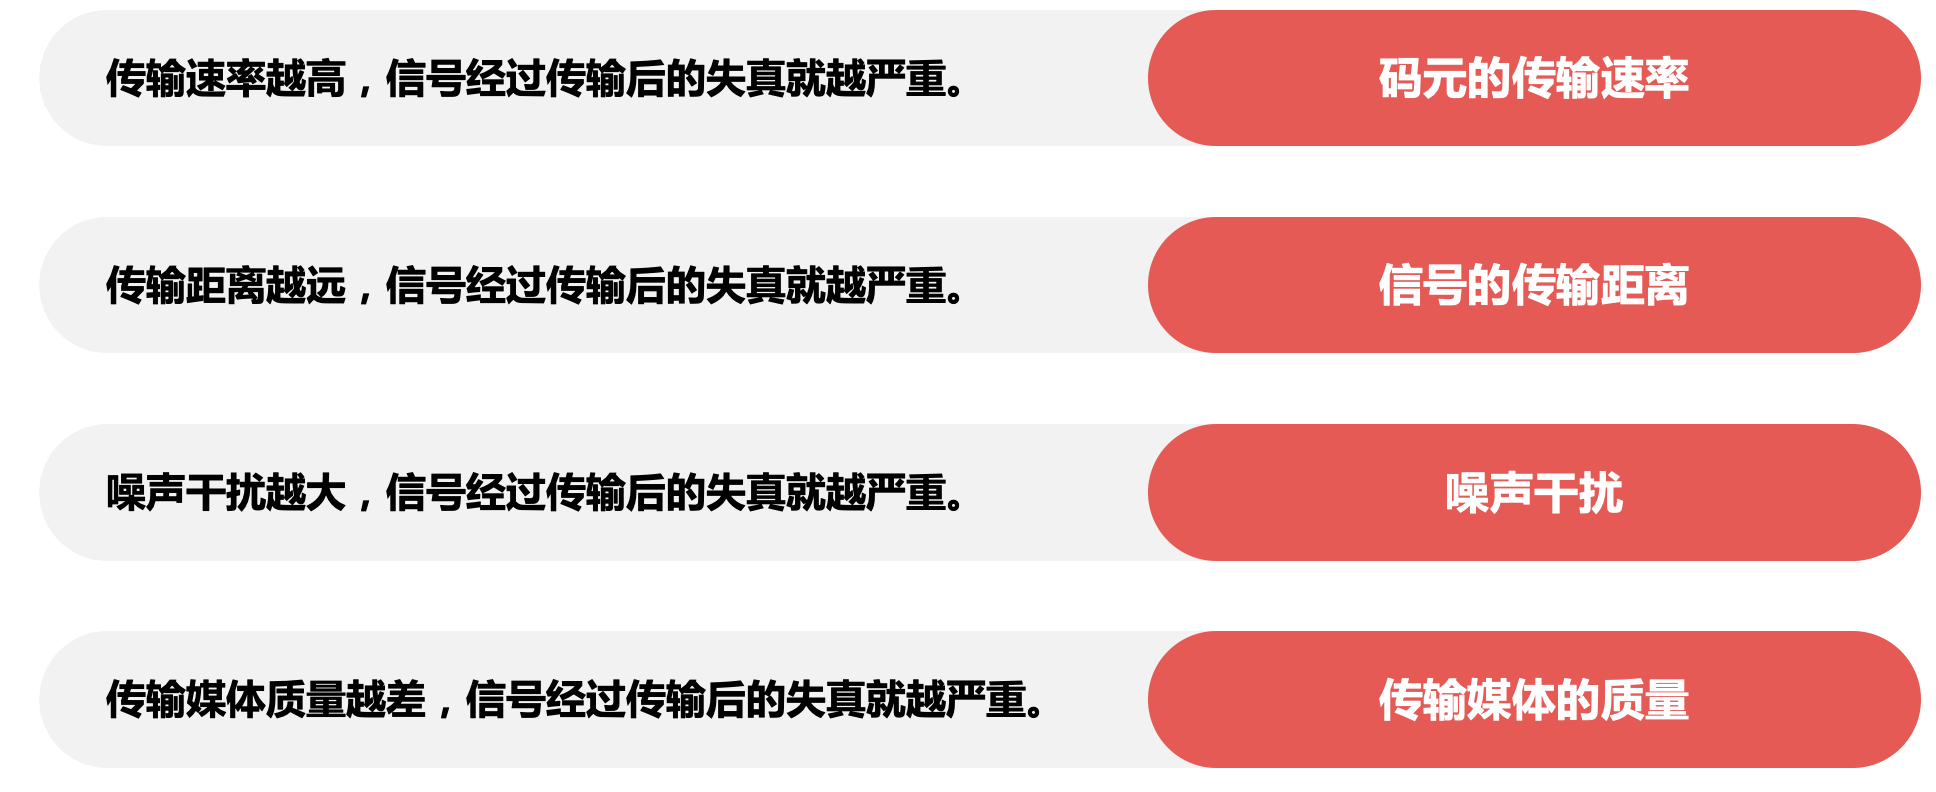 传输速率越高，信号经过传输后的失真就越严重。
码元的传输速率
传输距离越远，信号经过传输后的失真就越严重。
信号的传输距离
噪声干扰越大，信号经过传输后的失真就越严重。
噪声干扰
传输媒体质量越差，信号经过传输后的失真就越严重。
传输媒体的质量